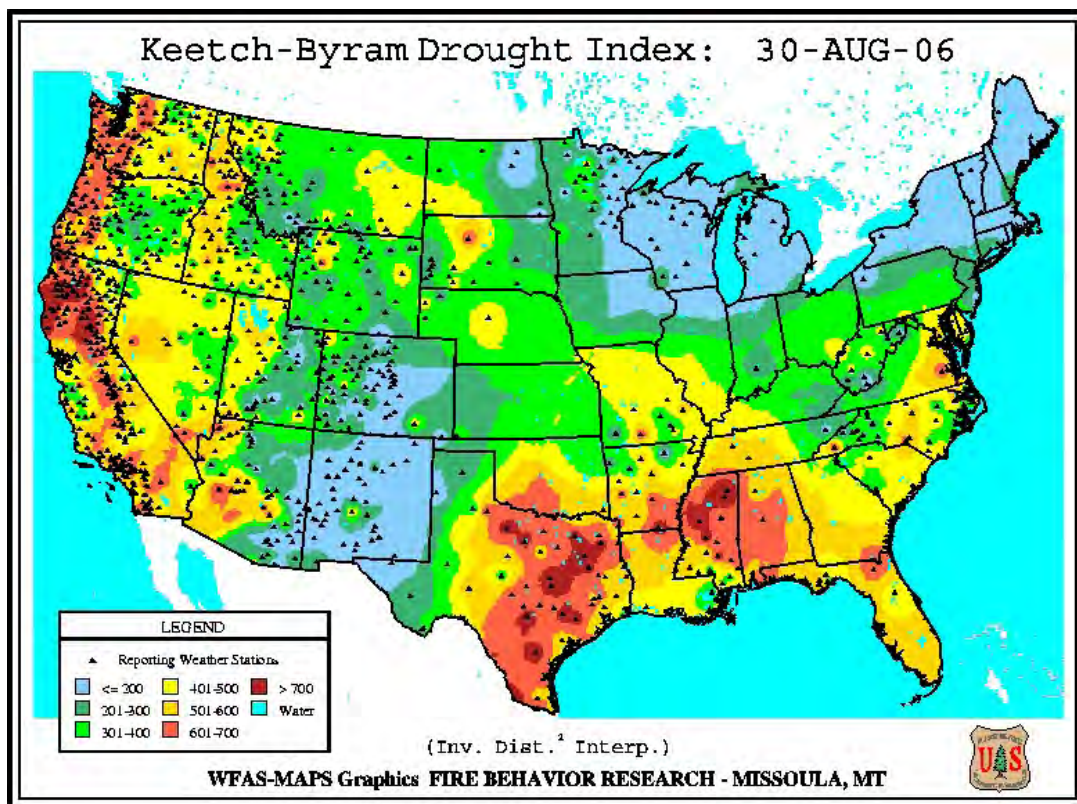 Keetch-Byram Drought Index: 30-AUG-06
LEGEND
Reporting Weather Stations
<= 200
401-500
> 700
201-300
501-600
Water
301-400
601-700
(Inv. Dist.² Interp.)
U S
WFAS-MAPS Graphics FIRE BEHAVIOR RESEARCH - MISSOULA, MT